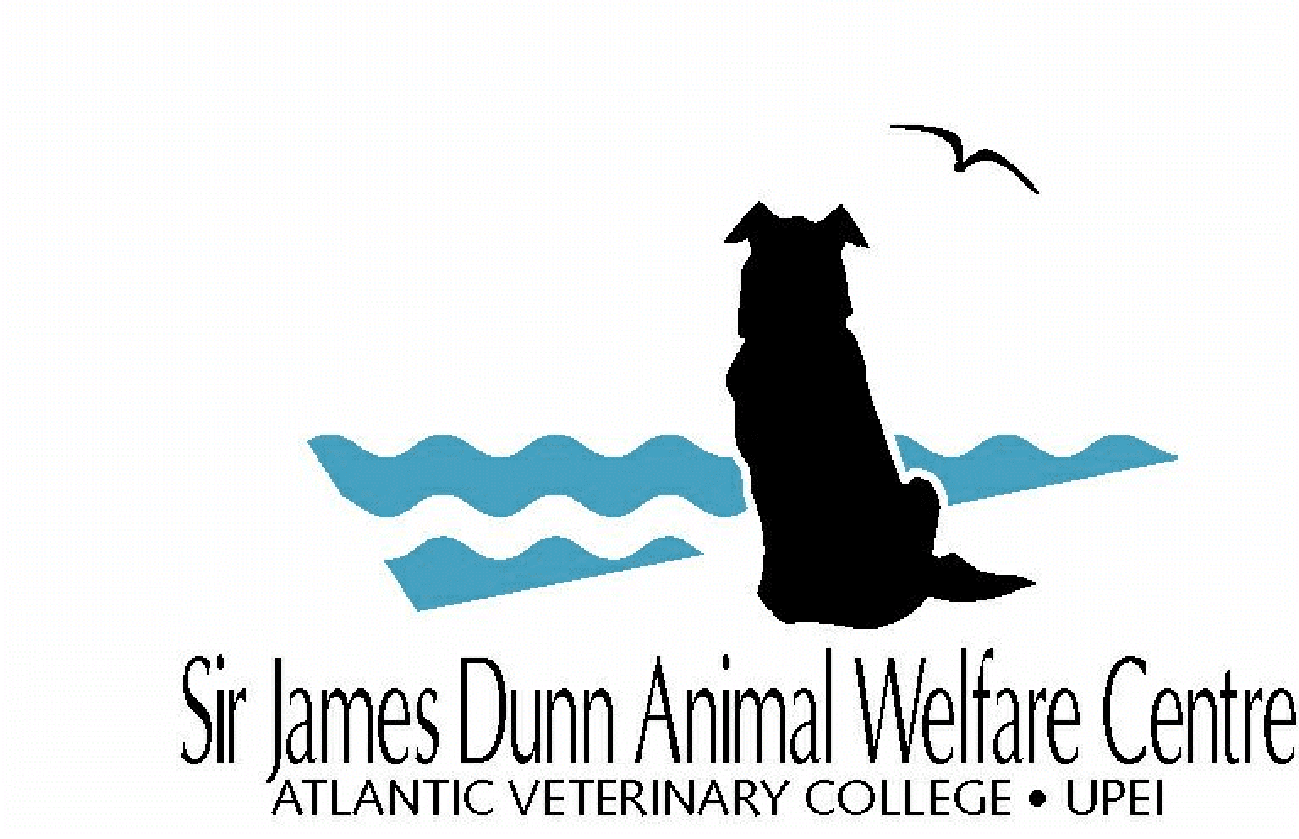 Sir James Dunn Animal Welfare Centre
ATLANTIC VETERINARY COLLEGE • UPEI